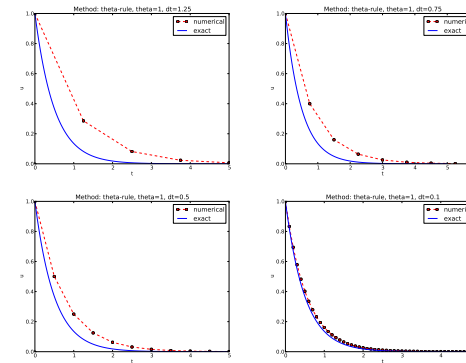 Method: theta-rule, theta=1, dt=1.25
1.0
0.8
0.6
0.4
0.2
0.0
u
numerical
exact
0 1 2 3 4 5
t
Method: theta-rule, theta=1, dt=0.75
1.0
0.8
0.6
0.4
0.2
0.0
u
numerical
exact
0 1 2 3 4
t
Method: theta-rule, theta=1, dt=0.5
1.0
0.8
0.6
0.4
0.2
0.0
u
numerical
exact
0 1 2 3 4 5
t
Method: theta-rule, theta=1, dt=0.1
1.0
0.8
0.6
0.4
0.2
0.0
u
numerical
exact
0 1 2 3 4
t